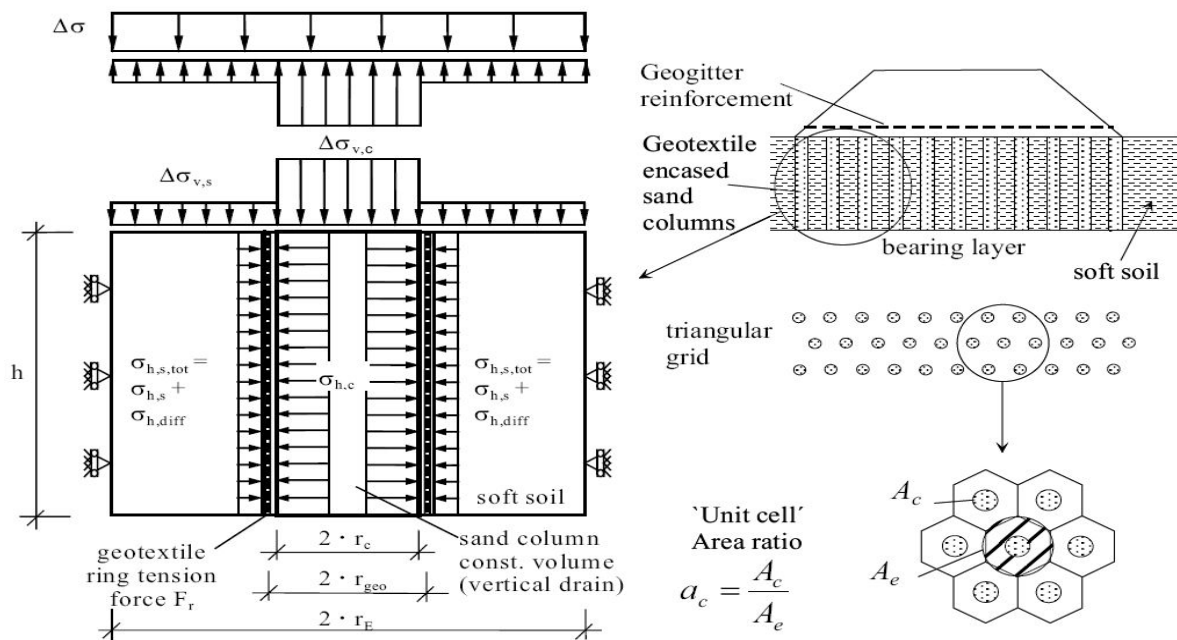 Δσ
Δσv,c
Δσv,s
h
σh,s,tot =
σh,s +
σh,diff
σh,c
σh,s,tot =
σh,s +
σh,diff
soft soil
geotextile
ring tension
force Fr
2 · rc
2 · rgeo
2 · rE
sand column
const. volume
(vertical drain)
Geogitter
reinforcement
Geotextile
encased
sand
columns
bearing layer
soft soil
triangular
grid
`Unit cell´
Area ratio
ac = Ac / Ae
Ac
Ae